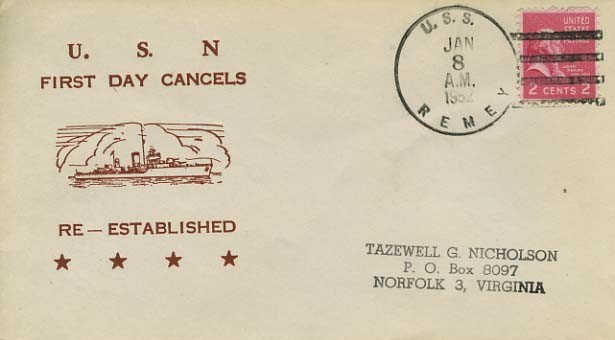 U. S. N
FIRST DAY CANCELS
RE — ESTABLISHED
U. S. S.
JAN
8
A.M.
1952
REMEY
UNITED
STATES
2 CENTS 2
TAZEWELL G. NICHOLSON
P. O. Box 8097
NORFOLK 3, VIRGINIA